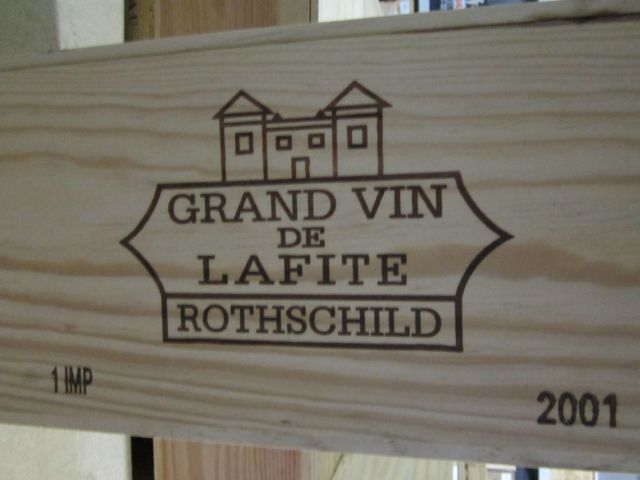 GRAND VIN
DE
LAFITE
ROTHSCHILD
1 IMP
2001